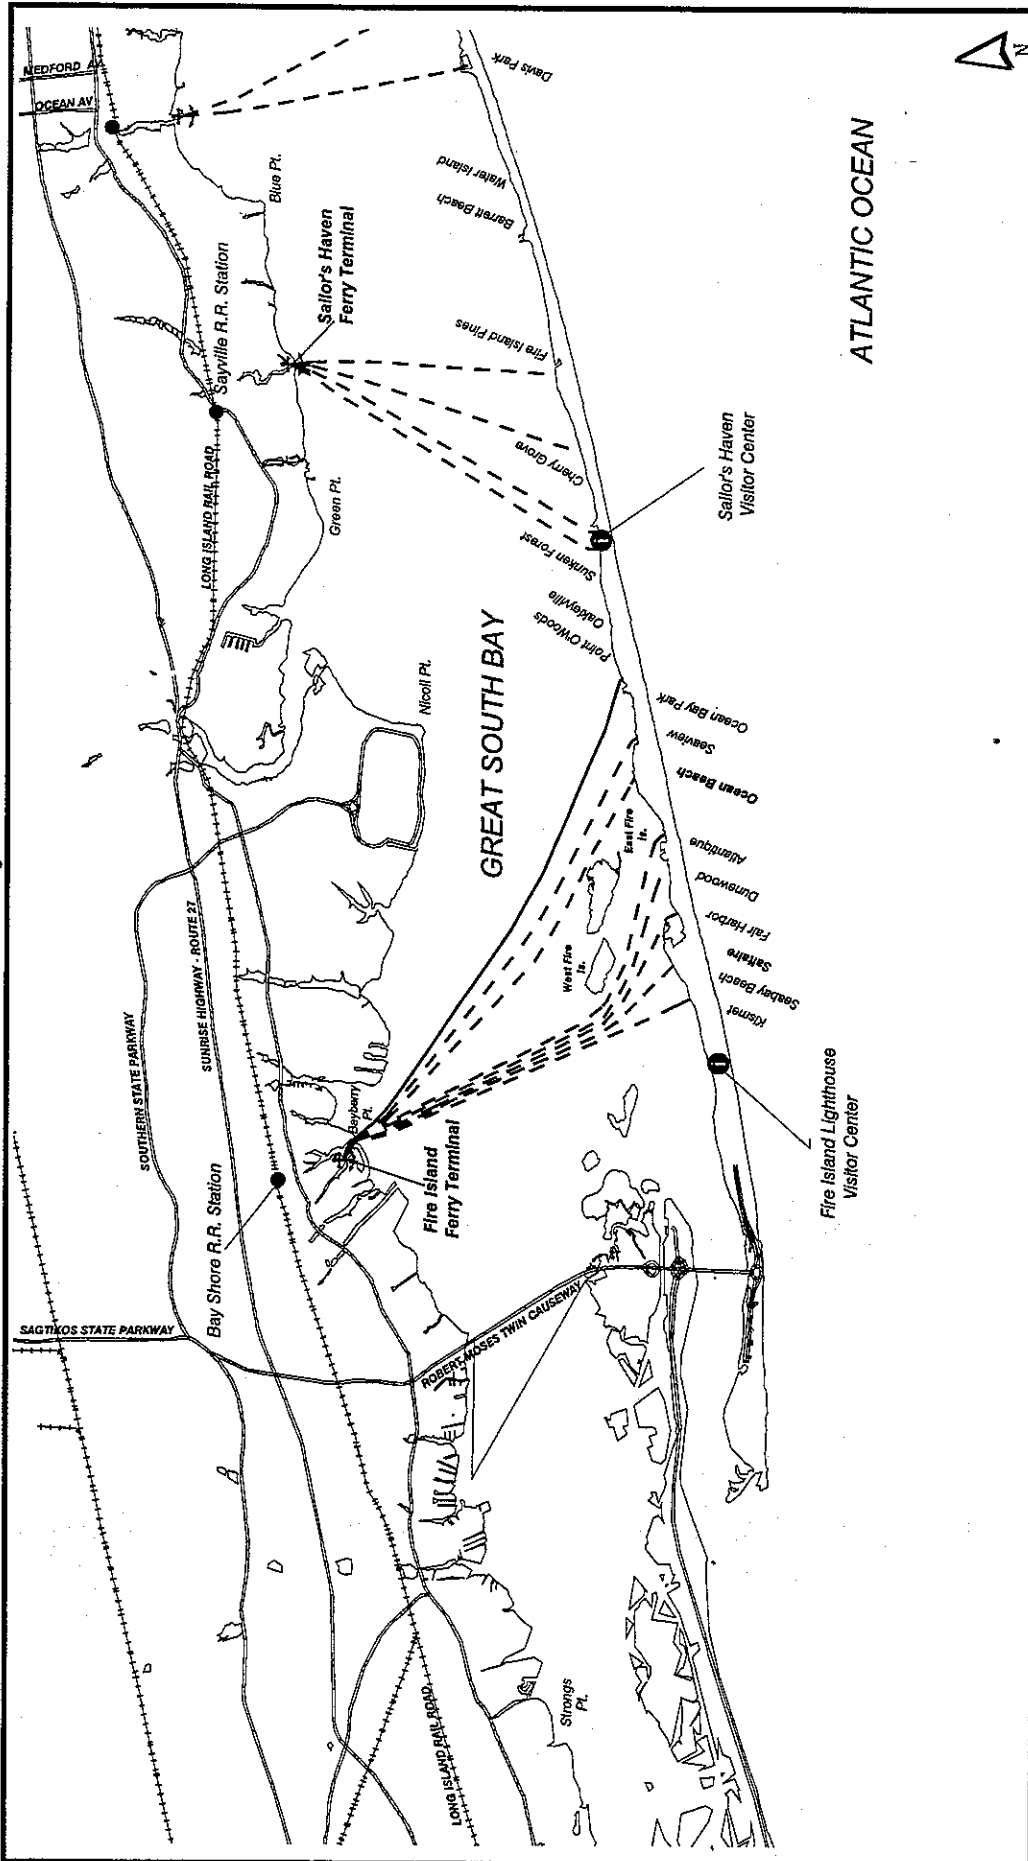 MEDFORD AV
OCEAN AV
Blue Pt.
Davis Park
Water Island
Barrett Beach
Sayville R.R. Station
Sailor's Haven
Ferry Terminal
Fire Island Pines
ATLANTIC OCEAN
N
LONG ISLAND RAIL ROAD
Green Pt.
Cherry Grove
Sailor's Haven
Visitor Center
Sunken Forest
Oakleyville
Point O'Woods
GREAT SOUTH BAY
Nicoll Pt.
Ocean Bay Park
Seaview
Ocean Beach
East Fire
Is.
Atlantique
Dunewood
Fair Harbor
Saltaire
Seabay Beach
Kismet
West Fire
Is.
SUNRISE HIGHWAY - ROUTE 27
SOUTHERN STATE PARKWAY
Bayberry
Pt.
Fire Island
Ferry Terminal
Bay Shore R.R. Station
Fire Island Lighthouse
Visitor Center
SAGTIKOS STATE PARKWAY
ROBERT MOSES TWIN CAUSEWAY
Strongs
Pt.
LONG ISLAND RAIL ROAD